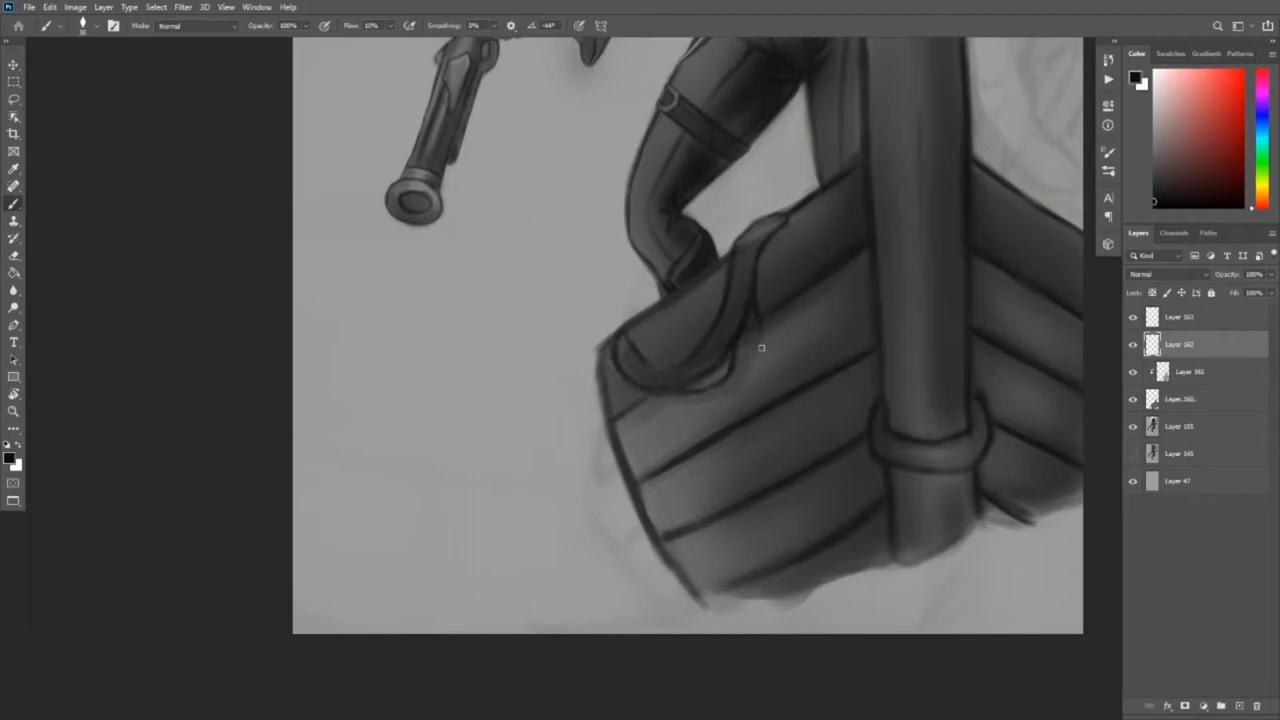 Ps File Edit Image Layer Type Select Filter 3D View Window Help
Mode: Normal Opacity: 100% Flow: 10% Smoothing: 0% -44°
Color Swatches Gradients Patterns
Layers Channels Paths
Kind
Normal Opacity: 100%
Lock: Fill: 100%
Layer 163
Layer 162
Layer 161
Layer 160
Layer 155
Layer 145
Layer 47